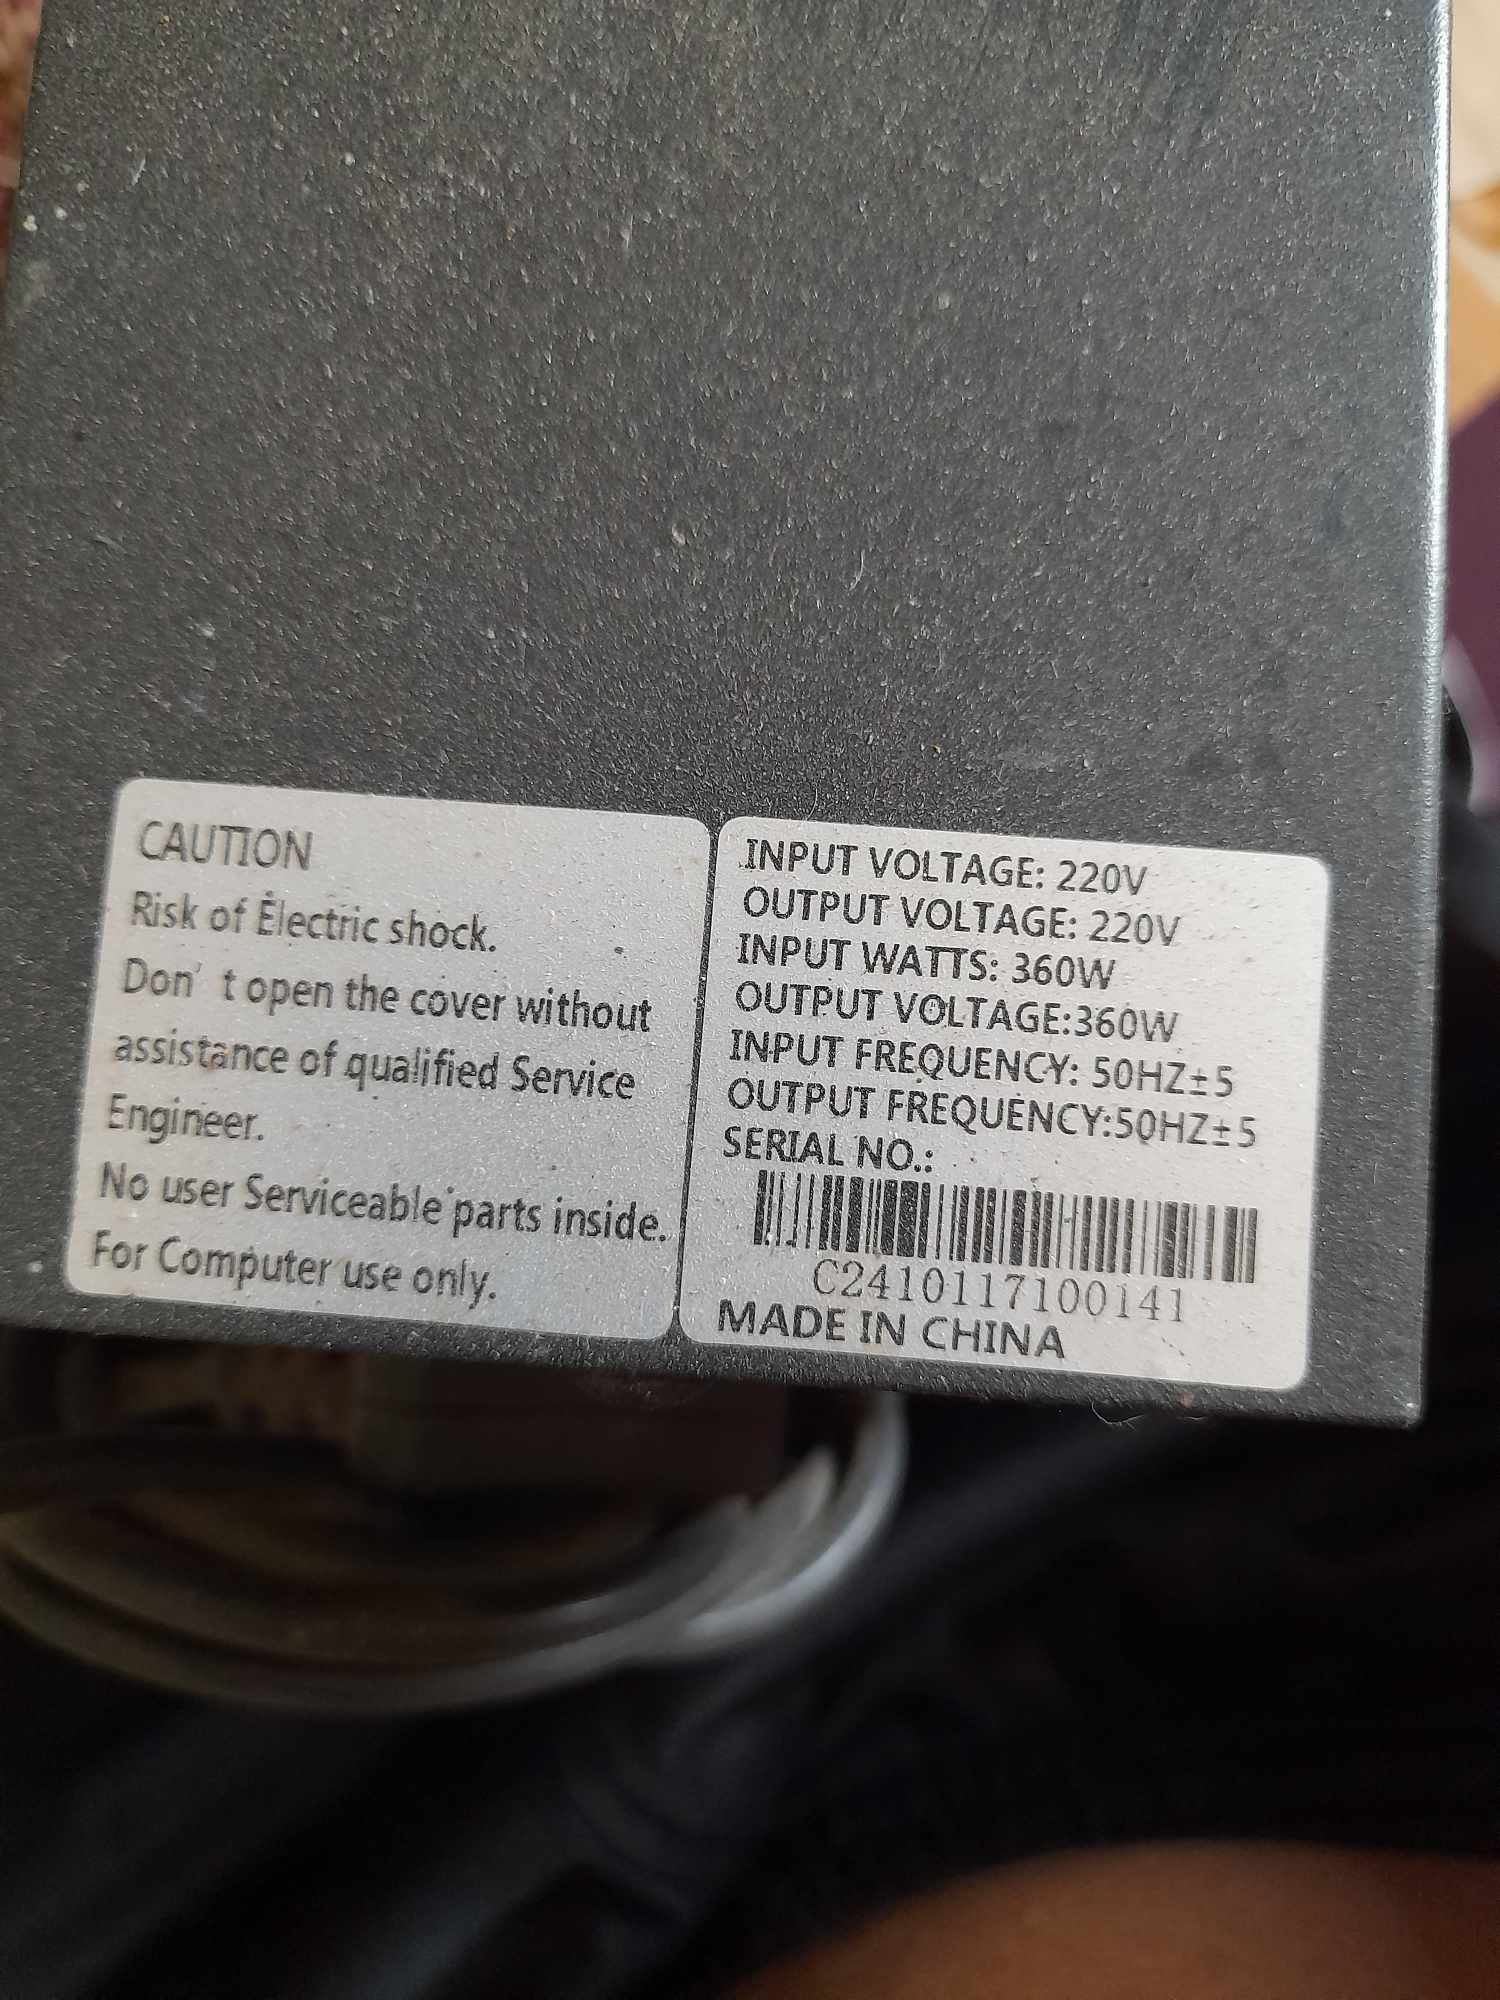 CAUTION
Risk of Electric shock.
Don' t open the cover without
assistance of qualified Service
Engineer.
No user Serviceable parts inside.
For Computer use only.
INPUT VOLTAGE: 220V
OUTPUT VOLTAGE: 220V
INPUT WATTS: 360W
OUTPUT VOLTAGE:360W
INPUT FREQUENCY: 50HZ±5
OUTPUT FREQUENCY:50HZ±5
SERIAL NO.:
C2410117100141
MADE IN CHINA